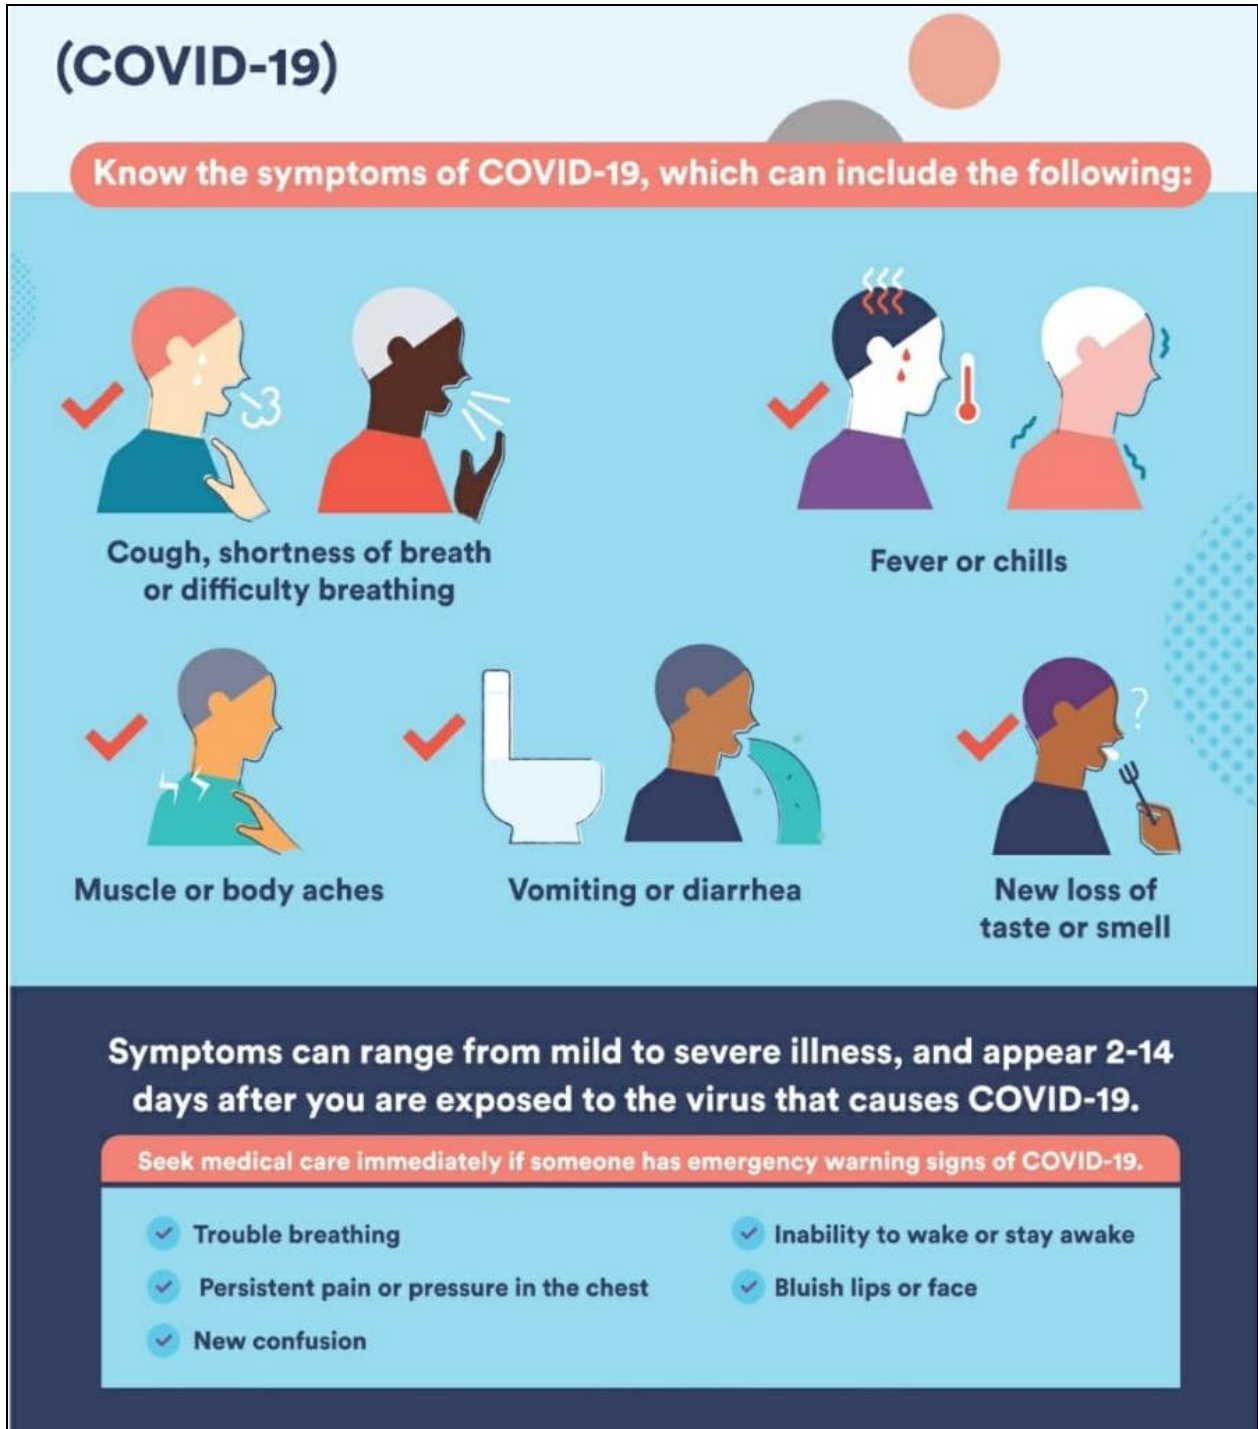 (COVID-19)
Know the symptoms of COVID-19, which can include the following:
Cough, shortness of breath
or difficulty breathing
Fever or chills
Muscle or body aches
Vomiting or diarrhea
?
New loss of
taste or smell
Symptoms can range from mild to severe illness, and appear 2-14
days after you are exposed to the virus that causes COVID-19.
Seek medical care immediately if someone has emergency warning signs of COVID-19.
Trouble breathing
Persistent pain or pressure in the chest
New confusion
Inability to wake or stay awake
Bluish lips or face